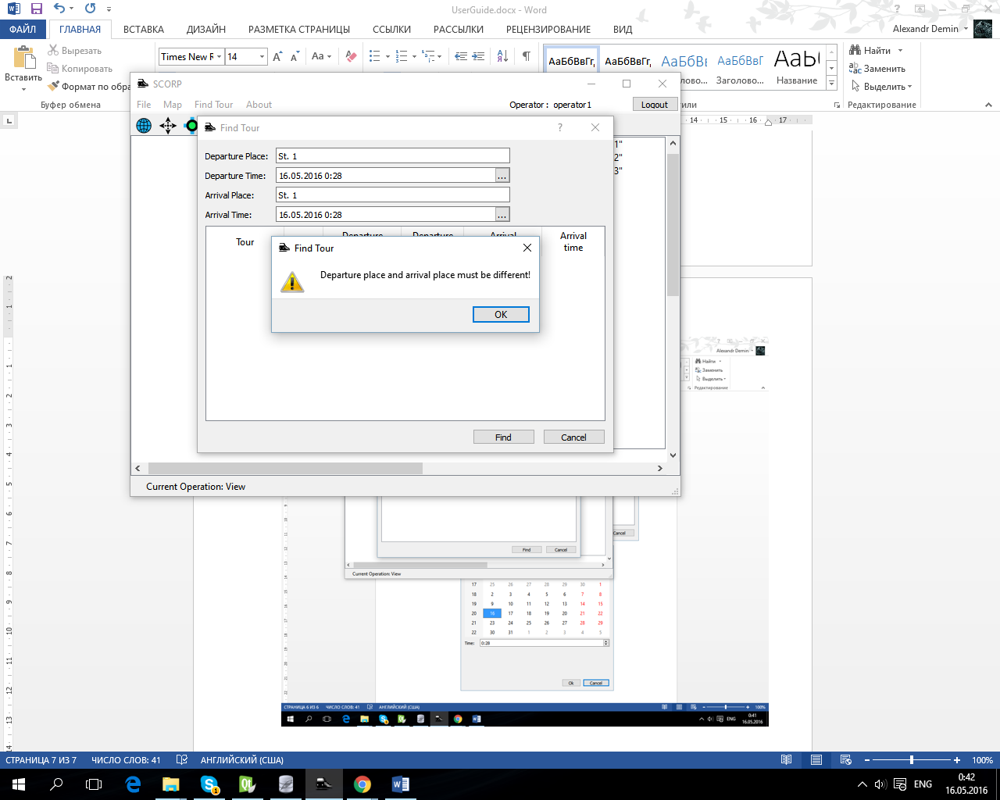 UserGuide.docx - Word
ФАЙЛ ГЛАВНАЯ ВСТАВКА ДИЗАЙН РАЗМЕТКА СТРАНИЦЫ ССЫЛКИ РАССЫЛКИ РЕЦЕНЗИРОВАНИЕ ВИД Alexandr Demin
Вставить
Вырезать
Копировать
Формат по обра
Буфер обмена
Times New R 14
АаБбВвГг, АаБбВвГг, АаБбВв АаБбВвГ АаБ
лово... Заголово... Название
тили
Найти
Заменить
Выделить
Редактирование
14 15 16 17
SCORP
File Map Find Tour About Operator : operator1 Logout
1"
2"
3"
Find Tour ?
Departure Place: St. 1
Departure Time: 16.05.2016 0:28 ...
Arrival Place: St. 1
Arrival Time: 16.05.2016 0:28 ...
Tour Departure Departure Arrival Arrival time
Find Tour
Departure place and arrival place must be different!
OK
Find Cancel
Current Operation: View
Alexandr Demin
Найти
Заменить
Выделить
Редактирование
Cancel
Find Cancel
Current Operation: View
17 25 26 27 28 29 30 1
18 2 3 4 5 6 7 8
19 9 10 11 12 13 14 15
20 16 17 18 19 20 21 22
21 23 24 25 26 27 28 29
22 30 31 1 2 3 4 5
Time: 0:28
Ok Cancel
СТРАНИЦА 6 ИЗ 6 ЧИСЛО СЛОВ: 41 АНГЛИЙСКИЙ (США) 100%
ENG 0:41
16.05.2016
СТРАНИЦА 7 ИЗ 7 ЧИСЛО СЛОВ: 41 АНГЛИЙСКИЙ (США) 100%
ENG 0:42
16.05.2016